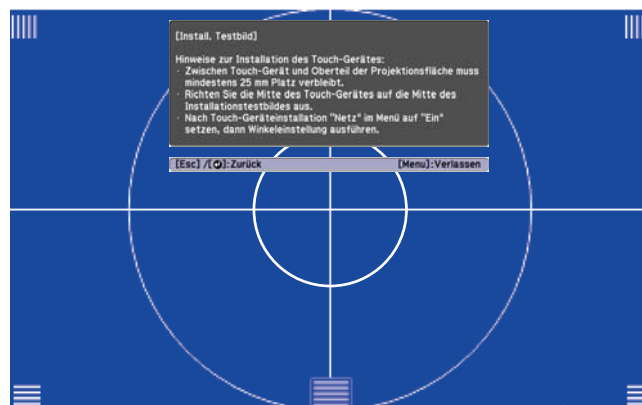 [Install. Testbild]
Hinweise zur Installation des Touch-Gerätes:
· Zwischen Touch-Gerät und Oberteil der Projektionsfläche muss
mindestens 25 mm Platz verbleibt.
· Richten Sie die Mitte des Touch-Gerätes auf die Mitte des
Installationstestbildes aus.
· Nach Touch-Geräteinstallation "Netz" im Menü auf "Ein"
setzen, dann Winkeleinstellung ausführen.
[Esc] /[⏎]:Zurück [Menu]:Verlassen